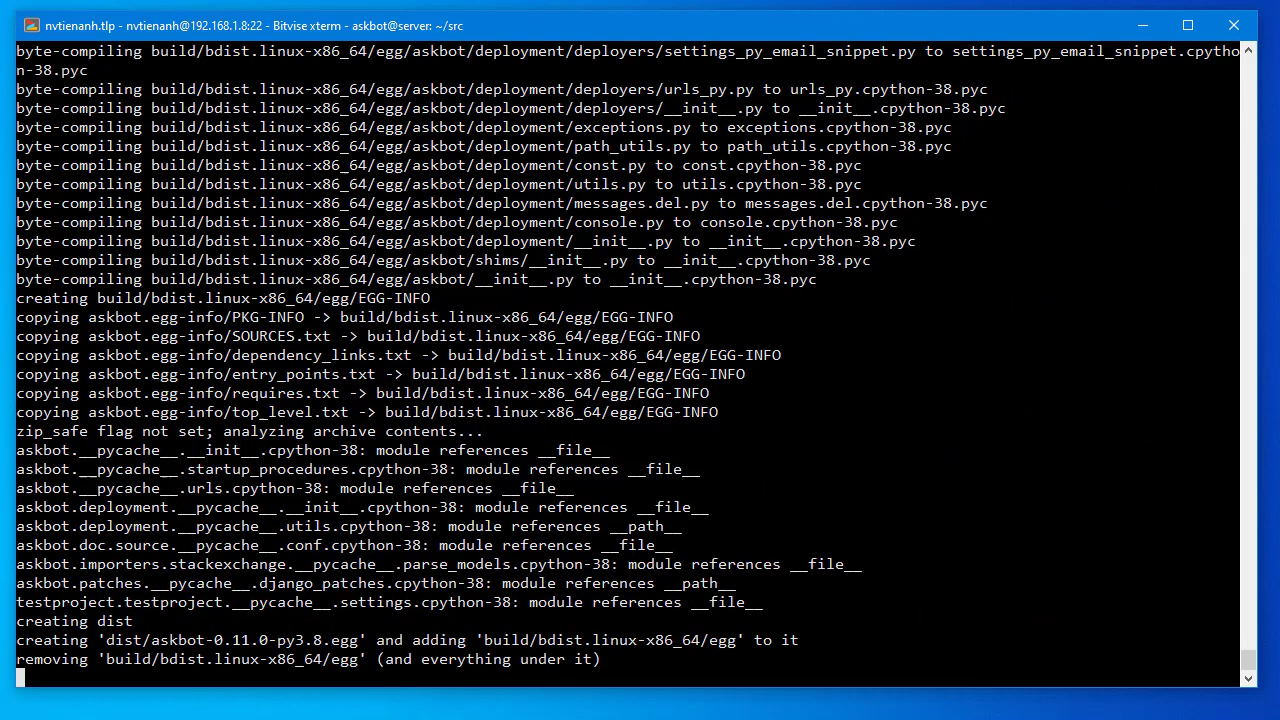 nvtienanh.tlp - nvtienanh@192.168.1.8:22 - Bitvise xterm - askbot@server: ~/src
byte-compiling build/bdist.linux-x86_64/egg/askbot/deployment/deployers/settings_py_email_snippet.py to settings_py_email_snippet.cpytho
n-38.pyc
byte-compiling build/bdist.linux-x86_64/egg/askbot/deployment/deployers/urls_py.py to urls_py.cpython-38.pyc
byte-compiling build/bdist.linux-x86_64/egg/askbot/deployment/deployers/__init__.py to __init__.cpython-38.pyc
byte-compiling build/bdist.linux-x86_64/egg/askbot/deployment/exceptions.py to exceptions.cpython-38.pyc
byte-compiling build/bdist.linux-x86_64/egg/askbot/deployment/path_utils.py to path_utils.cpython-38.pyc
byte-compiling build/bdist.linux-x86_64/egg/askbot/deployment/const.py to const.cpython-38.pyc
byte-compiling build/bdist.linux-x86_64/egg/askbot/deployment/utils.py to utils.cpython-38.pyc
byte-compiling build/bdist.linux-x86_64/egg/askbot/deployment/messages.del.py to messages.del.cpython-38.pyc
byte-compiling build/bdist.linux-x86_64/egg/askbot/deployment/console.py to console.cpython-38.pyc
byte-compiling build/bdist.linux-x86_64/egg/askbot/deployment/__init__.py to __init__.cpython-38.pyc
byte-compiling build/bdist.linux-x86_64/egg/askbot/shims/__init__.py to __init__.cpython-38.pyc
byte-compiling build/bdist.linux-x86_64/egg/askbot/__init__.py to __init__.cpython-38.pyc
creating build/bdist.linux-x86_64/egg/EGG-INFO
copying askbot.egg-info/PKG-INFO -> build/bdist.linux-x86_64/egg/EGG-INFO
copying askbot.egg-info/SOURCES.txt -> build/bdist.linux-x86_64/egg/EGG-INFO
copying askbot.egg-info/dependency_links.txt -> build/bdist.linux-x86_64/egg/EGG-INFO
copying askbot.egg-info/entry_points.txt -> build/bdist.linux-x86_64/egg/EGG-INFO
copying askbot.egg-info/requires.txt -> build/bdist.linux-x86_64/egg/EGG-INFO
copying askbot.egg-info/top_level.txt -> build/bdist.linux-x86_64/egg/EGG-INFO
zip_safe flag not set; analyzing archive contents...
askbot.__pycache__.__init__.cpython-38: module references __file__
askbot.__pycache__.startup_procedures.cpython-38: module references __file__
askbot.__pycache__.urls.cpython-38: module references __file__
askbot.deployment.__pycache__.__init__.cpython-38: module references __file__
askbot.deployment.__pycache__.utils.cpython-38: module references __path__
askbot.doc.source.__pycache__.conf.cpython-38: module references __file__
askbot.importers.stackexchange.__pycache__.parse_models.cpython-38: module references __file__
askbot.patches.__pycache__.django_patches.cpython-38: module references __path__
testproject.testproject.__pycache__.settings.cpython-38: module references __file__
creating dist
creating 'dist/askbot-0.11.0-py3.8.egg' and adding 'build/bdist.linux-x86_64/egg' to it
removing 'build/bdist.linux-x86_64/egg' (and everything under it)